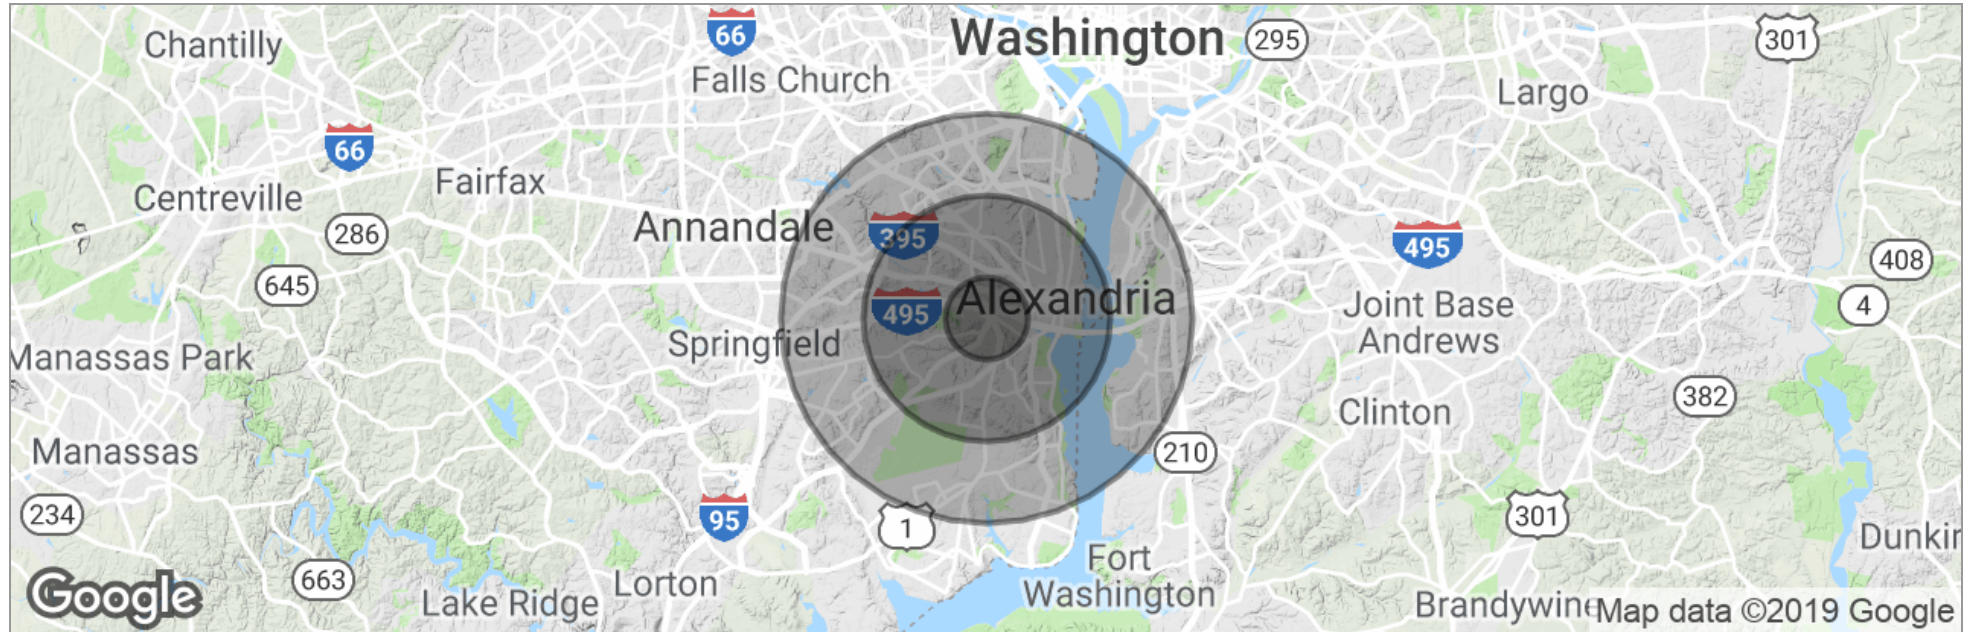 Chantilly
66
Falls Church
Washington
295
301
Largo
66
Fairfax
Centreville
286
Annandale
395
495
408
645
495
Alexandria
Joint Base
Andrews
4
Springfield
Manassas Park
382
Clinton
Manassas
210
234
95
1
301
Dunkir
663
Lorton
Fort
Washington
Google
Lake Ridge
Brandywine
Map data ©2019 Google